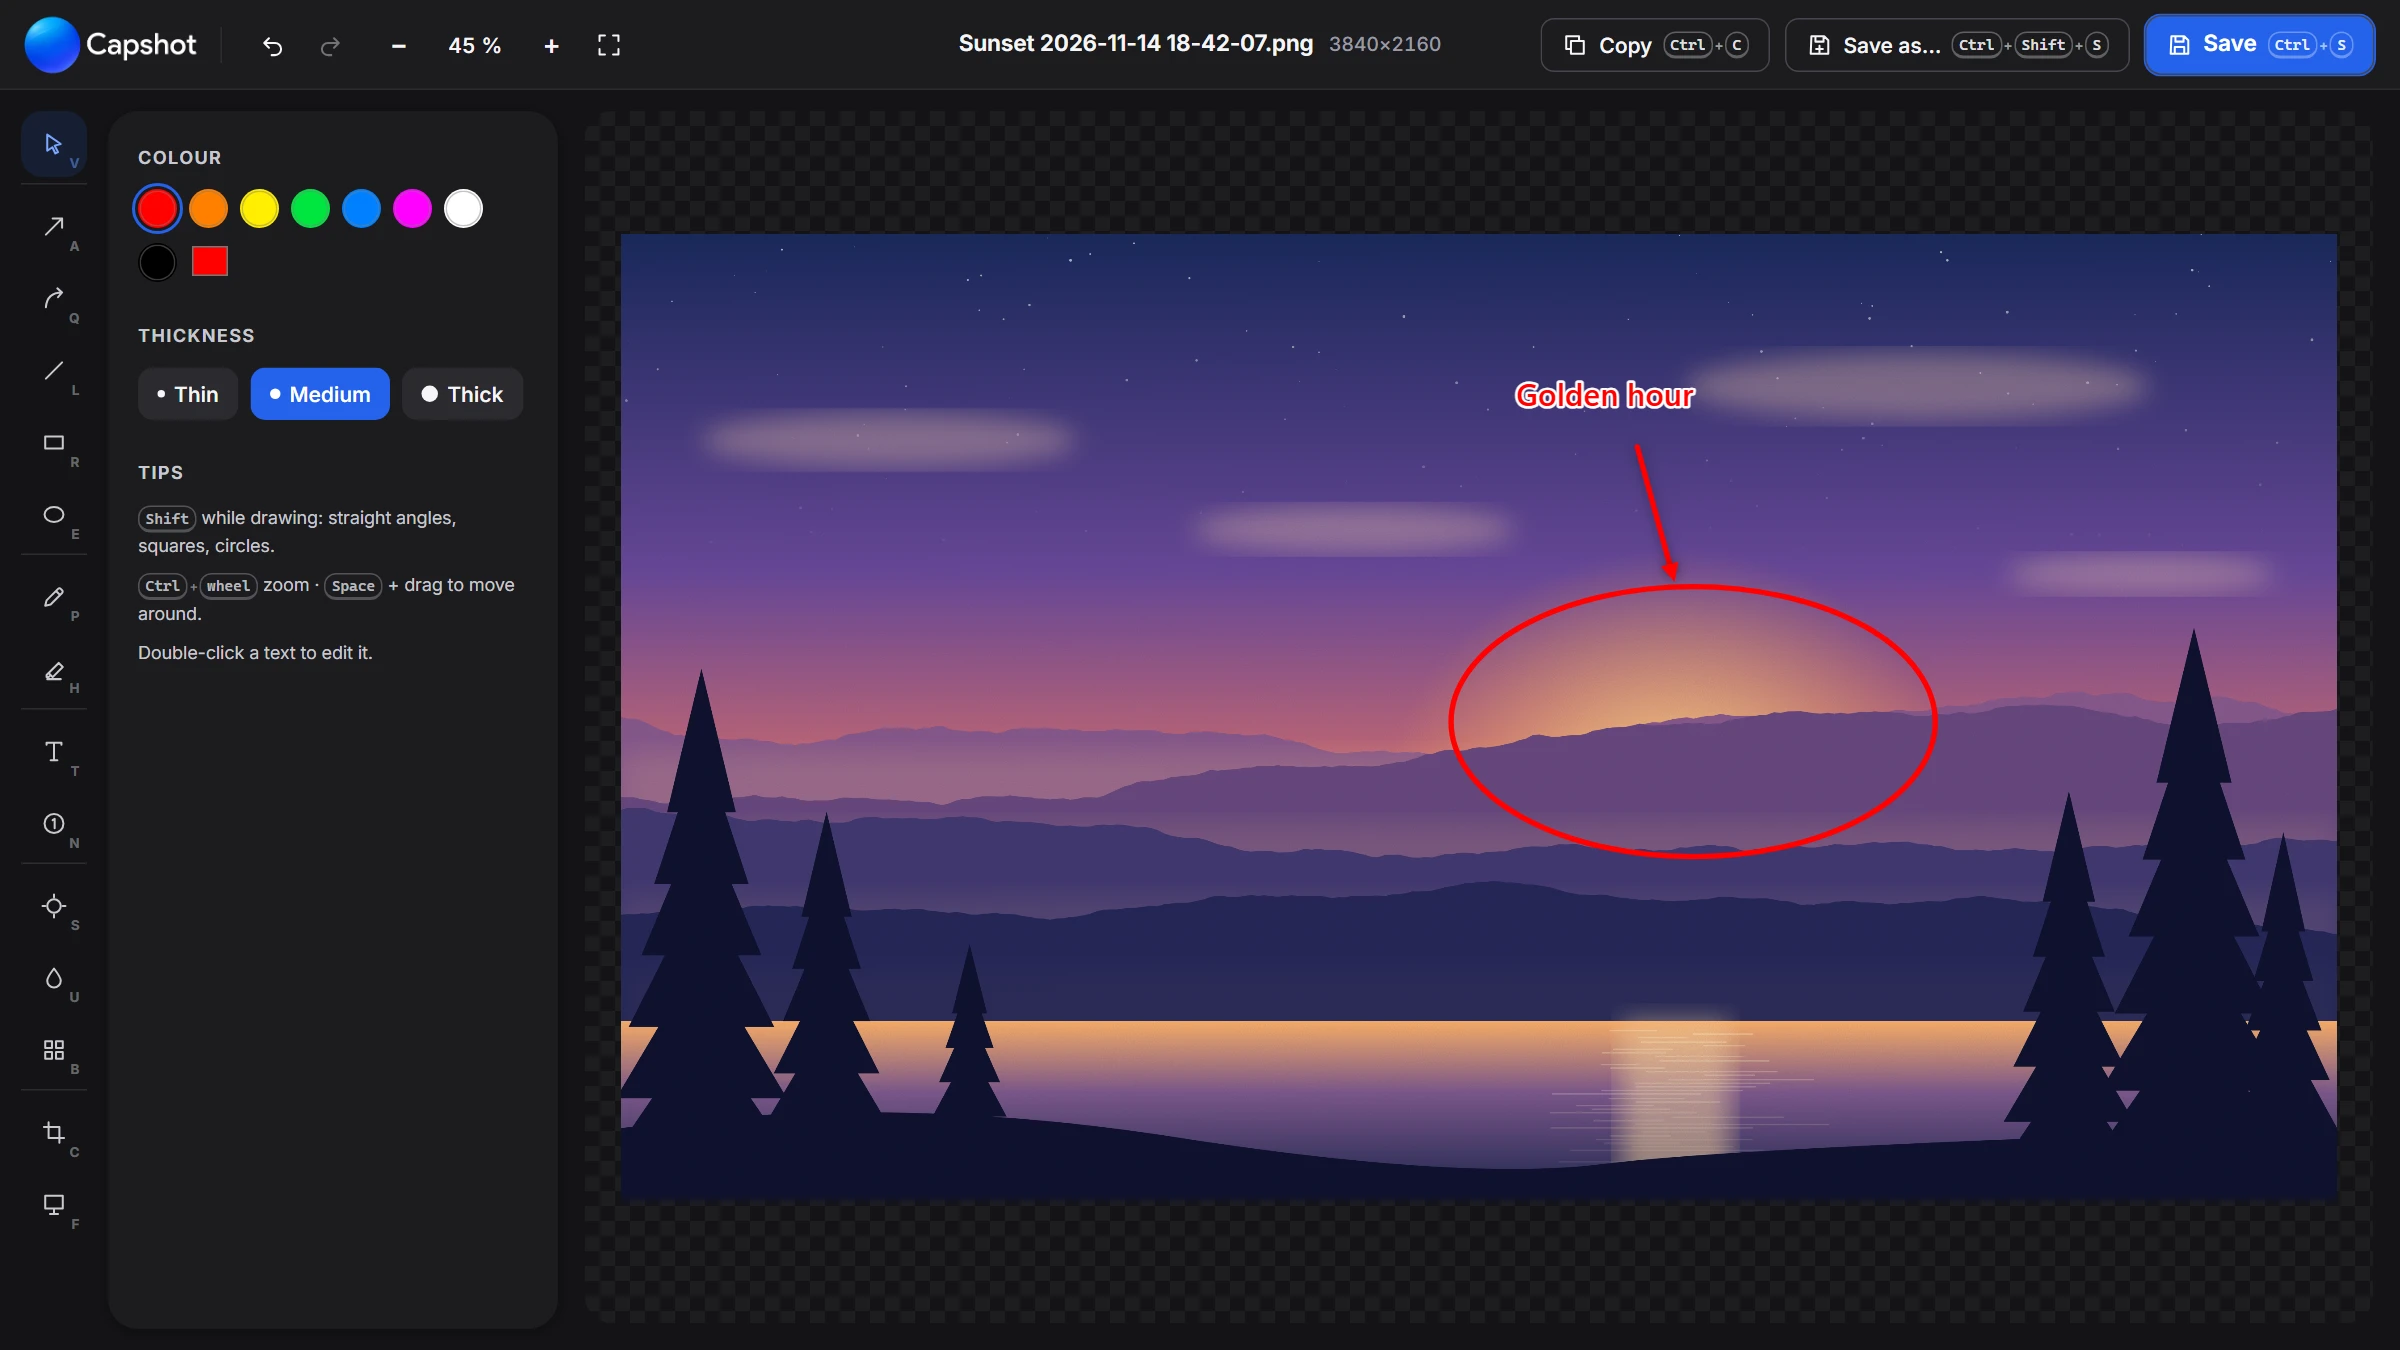 Capshot
45 %
Sunset 2026-11-14 18-42-07.png 3840×2160
Copy Ctrl+C
Save as... Ctrl+Shift+S
Save Ctrl+S
V
A
Q
L
R
E
P
H
T
1
N
S
U
B
C
F
COLOUR
THICKNESS
Thin
Medium
Thick
TIPS
Shift while drawing: straight angles,
squares, circles.
Ctrl+wheel zoom · Space + drag to move
around.
Double-click a text to edit it.
Golden hour